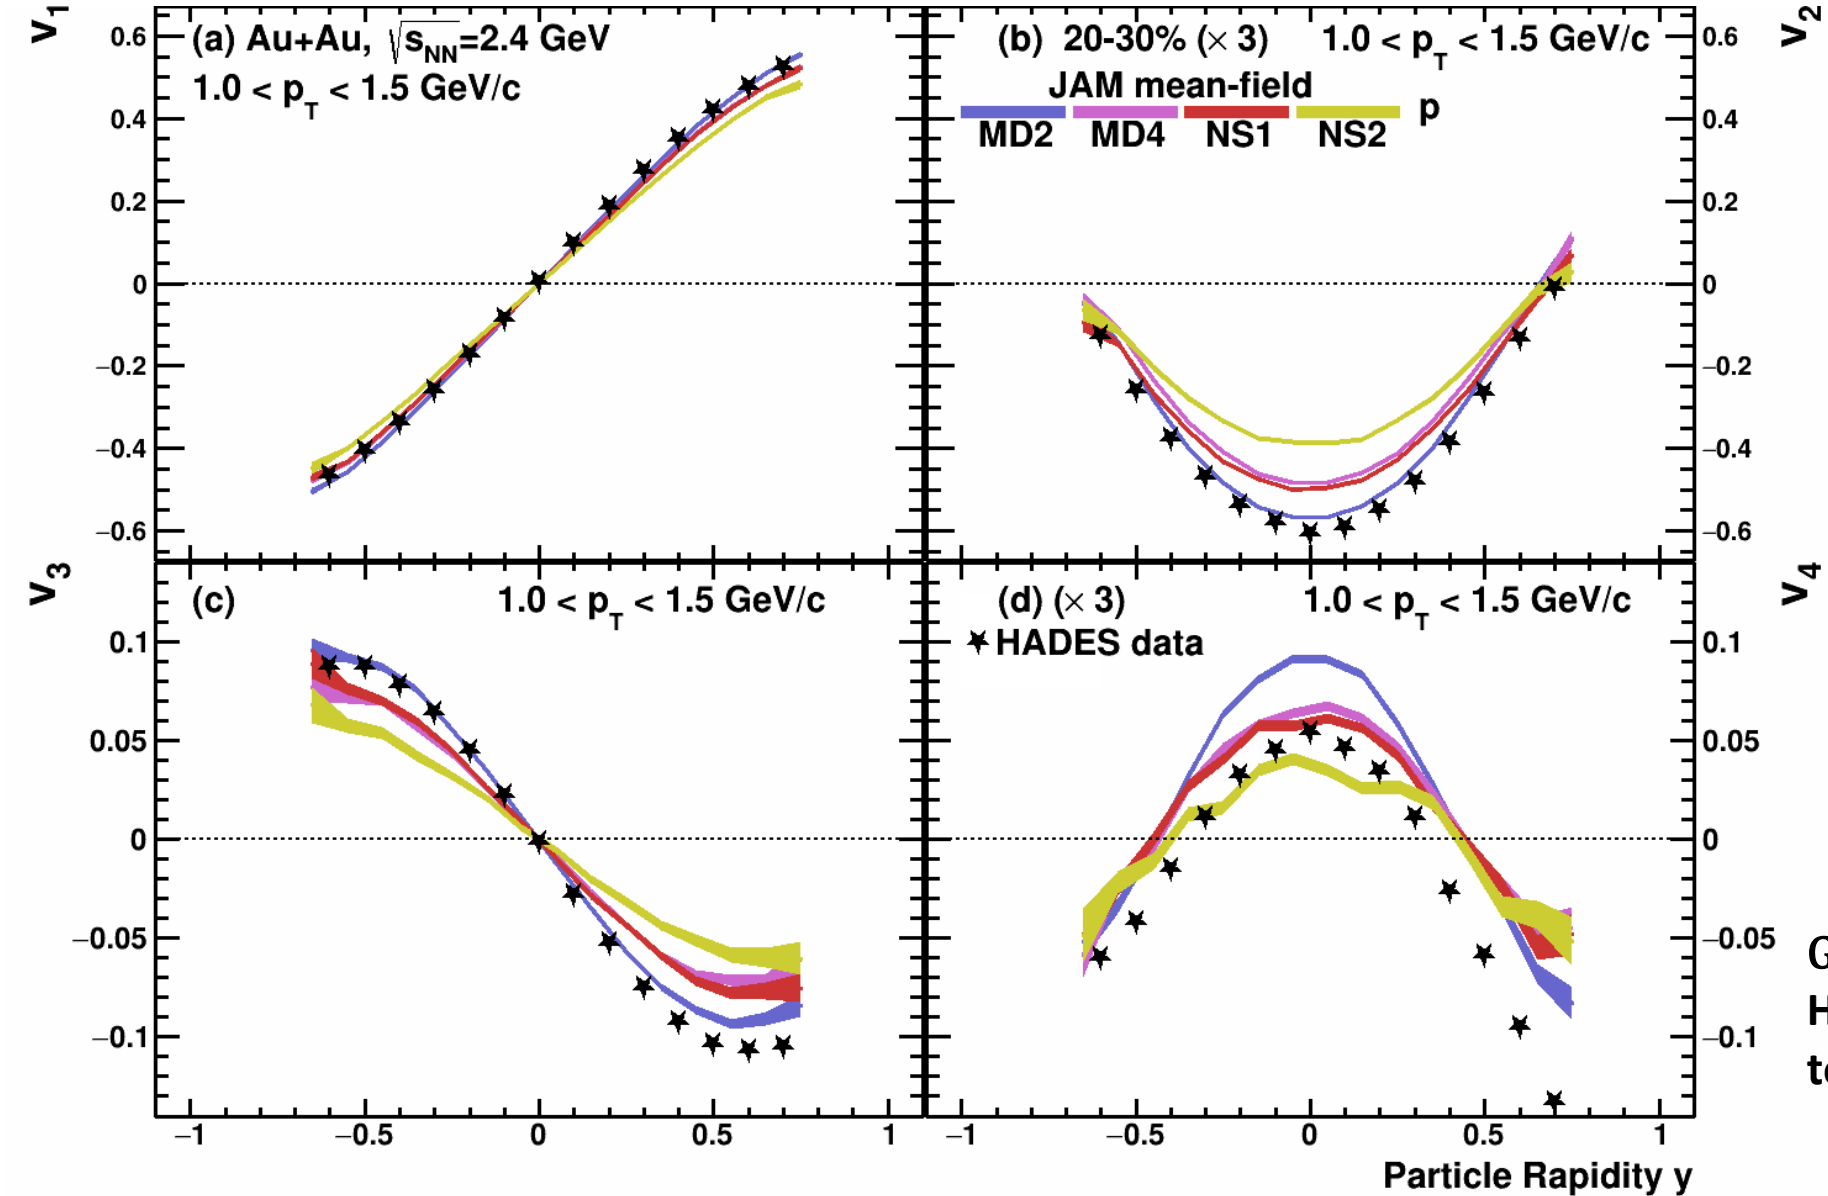 v1
0.6
0.4
0.2
0
−0.2
−0.4
−0.6
(a) Au+Au, √sNN=2.4 GeV
1.0 < pT < 1.5 GeV/c
(b) 20-30% (× 3) 1.0 < pT < 1.5 GeV/c
JAM mean-field
MD2 MD4 NS1 NS2 p
v2
0.6
0.4
0.2
0
−0.2
−0.4
−0.6
v3
0.1
0.05
0
−0.05
−0.1
(c) 1.0 < pT < 1.5 GeV/c
(d) (× 3) 1.0 < pT < 1.5 GeV/c
HADES data
v4
0.1
0.05
0
−0.05
−0.1
−1 −0.5 0 0.5 1
−1 −0.5 0 0.5 1
Particle Rapidity y